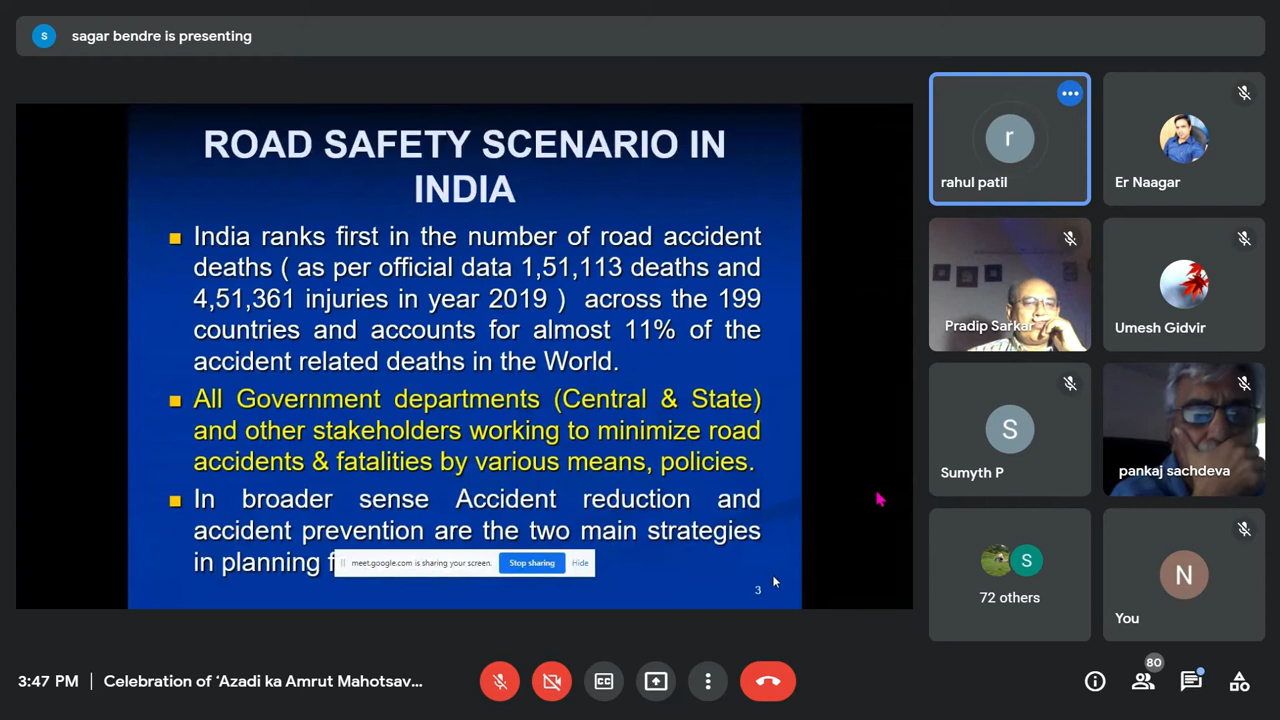 s
sagar bendre is presenting
ROAD SAFETY SCENARIO IN
INDIA
India ranks first in the number of road accident
deaths ( as per official data 1,51,113 deaths and
4,51,361 injuries in year 2019 ) across the 199
countries and accounts for almost 11% of the
accident related deaths in the World.
All Government departments (Central & State)
and other stakeholders working to minimize road
accidents & fatalities by various means, policies.
In broader sense Accident reduction and
accident prevention are the two main strategies
in planning
meet.google.com is sharing your screen.
Stop sharing
Hide
3
r
rahul patil
Er Naagar
Pradip Sarkar
Umesh Gidvir
S
Sumyth P
pankaj sachdeva
S
72 others
N
You
3:47 PM | Celebration of ‘Azadi ka Amrut Mahotsav...
80